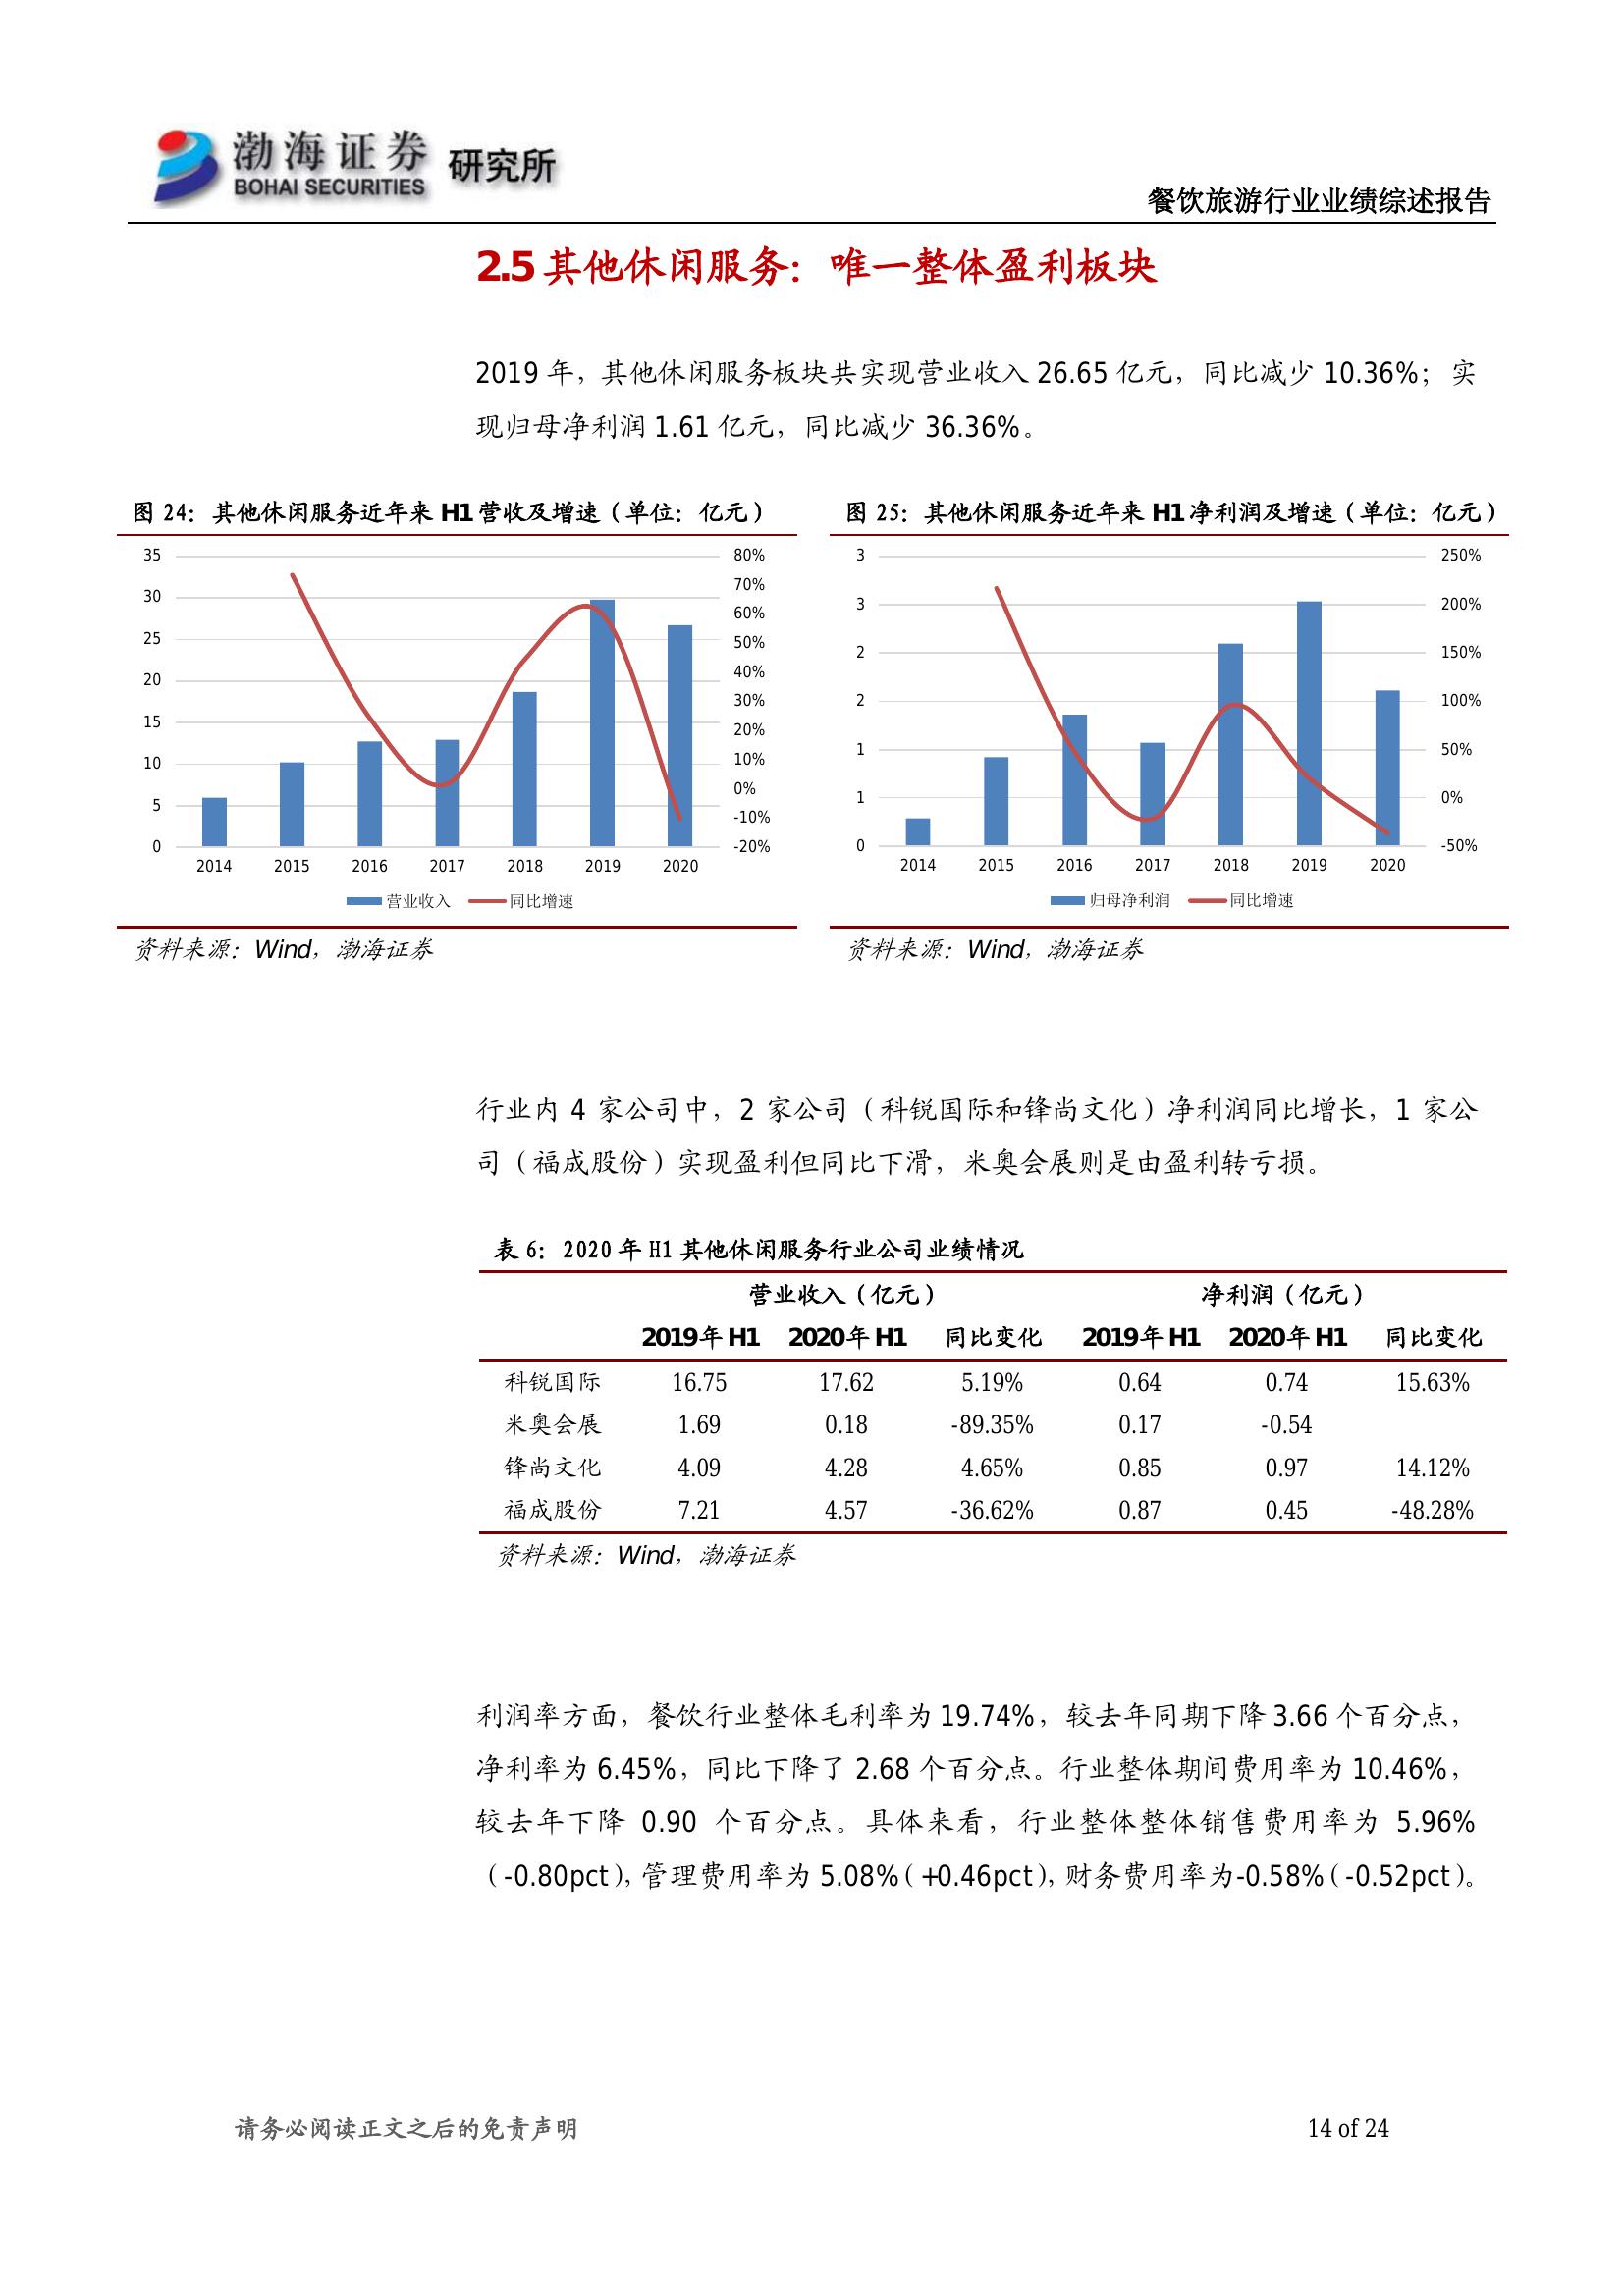 渤海证券
BOHAI SECURITIES
研究所
餐饮旅游行业业绩综述报告
2.5 其他休闲服务：唯一整体盈利板块
2019 年，其他休闲服务板块共实现营业收入 26.65 亿元，同比减少 10.36%；实
现归母净利润 1.61 亿元，同比减少 36.36%。
图 24：其他休闲服务近年来 H1 营收及增速（单位：亿元）
35
30
25
20
15
10
5
0
80%
70%
60%
50%
40%
30%
20%
10%
0%
-10%
-20%
2014 2015 2016 2017 2018 2019 2020
营业收入 同比增速
资料来源：Wind，渤海证券
图 25：其他休闲服务近年来 H1 净利润及增速（单位：亿元）
3
3
2
2
1
1
0
250%
200%
150%
100%
50%
0%
-50%
2014 2015 2016 2017 2018 2019 2020
归母净利润 同比增速
资料来源：Wind，渤海证券
行业内 4 家公司中，2 家公司（科锐国际和锋尚文化）净利润同比增长，1 家公
司（福成股份）实现盈利但同比下滑，米奥会展则是由盈利转亏损。
表 6：2020 年 H1 其他休闲服务行业公司业绩情况
营业收入（亿元） 净利润（亿元）
2019年 H1 2020年 H1 同比变化 2019年 H1 2020年 H1 同比变化
科锐国际 16.75 17.62 5.19% 0.64 0.74 15.63%
米奥会展 1.69 0.18 -89.35% 0.17 -0.54
锋尚文化 4.09 4.28 4.65% 0.85 0.97 14.12%
福成股份 7.21 4.57 -36.62% 0.87 0.45 -48.28%
资料来源：Wind，渤海证券
利润率方面，餐饮行业整体毛利率为 19.74%，较去年同期下降 3.66 个百分点，
净利率为 6.45%，同比下降了 2.68 个百分点。行业整体期间费用率为 10.46%，
较去年下降 0.90 个百分点。具体来看，行业整体整体销售费用率为 5.96%
（-0.80pct），管理费用率为 5.08%（+0.46pct），财务费用率为-0.58%（-0.52pct）。
请务必阅读正文之后的免责声明
14 of 24